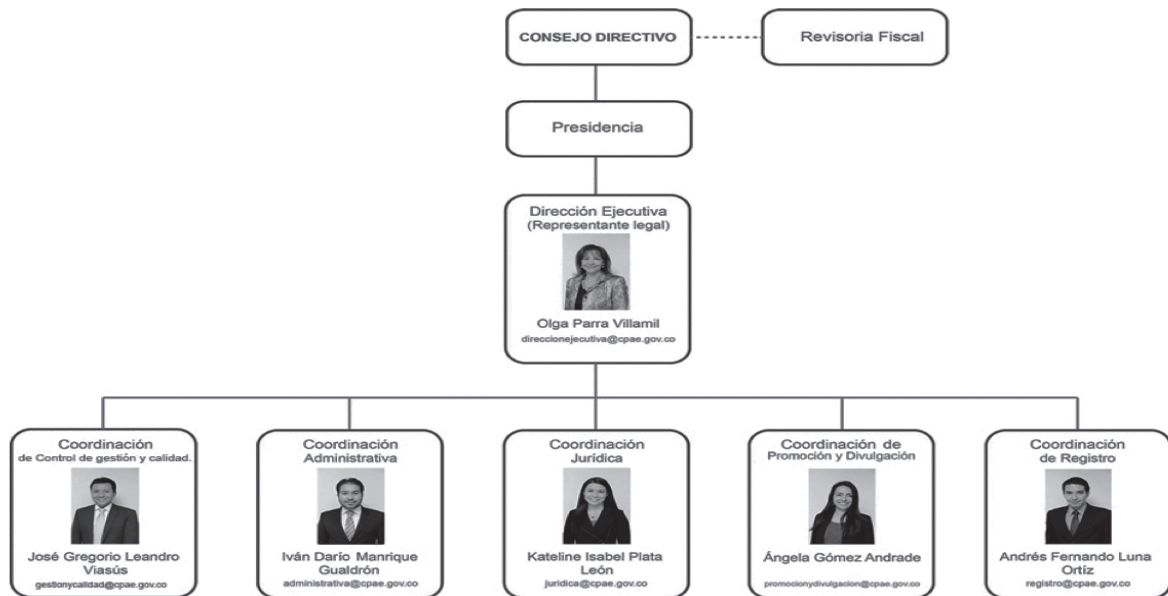 CONSEJO DIRECTIVO
Revisoria Fiscal
Presidencia
Dirección Ejecutiva
(Representante legal)
Olga Parra Villamil
direccionejecutiva@cpae.gov.co
Coordinación
de Control de gestión y calidad.
José Gregorio Leandro
Viasús
gestionycalidad@cpae.gov.co
Coordinación
Administrativa
Iván Darío Manrique
Gualdrón
administrativa@cpae.gov.co
Coordinación
Jurídica
Kateline Isabel Plata
León
juridica@cpae.gov.co
Coordinación de
Promoción y Divulgación
Ángela Gómez Andrade
promocionydivulgacion@cpae.gov.co
Coordinación
de Registro
Andrés Fernando Luna
Ortíz
registro@cpae.gov.co